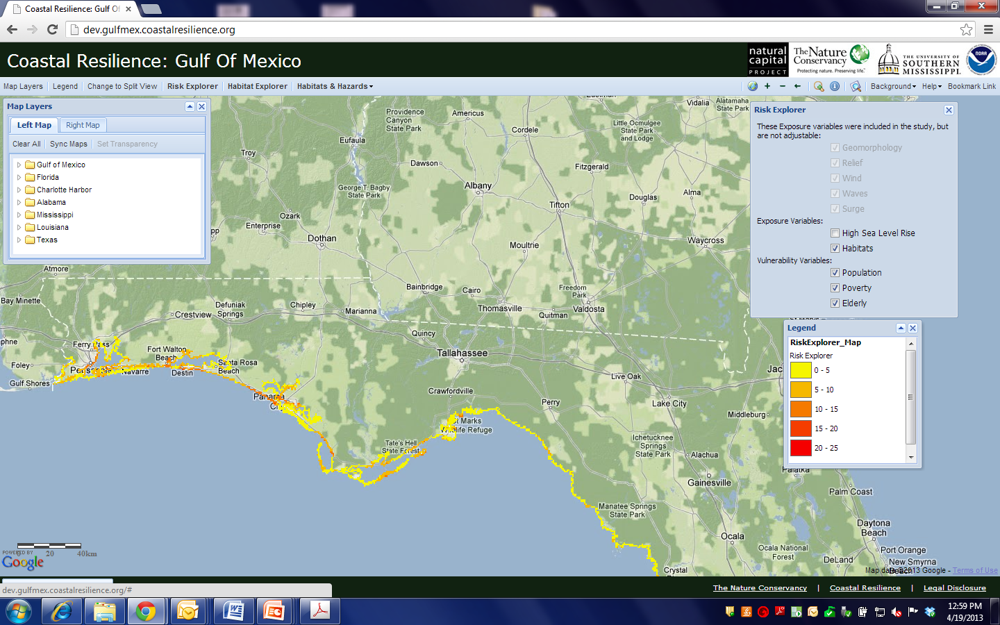 Coastal Resilience: Gulf Of
dev.gulfmex.coastalresilience.org
Coastal Resilience: Gulf Of Mexico
natural
capital
PROJECT
The Nature
Conservancy
Protecting nature. Preserving life.
THE UNIVERSITY OF
SOUTHERN
MISSISSIPPI
NOAA
Map Layers | Legend | Change to Split View | Risk Explorer | Habitat Explorer | Habitats & Hazards
Background Help Bookmark Link
Map Layers
Left Map Right Map
Clear All Sync Maps Set Transparency
Gulf of Mexico
Florida
Charlotte Harbor
Alabama
Mississippi
Louisiana
Texas
Risk Explorer
These Exposure variables were included in the study, but
are not adjustable:
Geomorphology
Relief
Wind
Waves
Surge
Exposure Variables:
High Sea Level Rise
Habitats
Vulnerability Variables:
Population
Poverty
Elderly
Legend
RiskExplorer_Map
Risk Explorer
0 - 5
5 - 10
10 - 15
15 - 20
20 - 25
Providence
Canyon
State Park
Americus
Cordele
Vidalia
Alatamaha
State Park
Little Ocmulgee
State Park
and Lodge
Eufaula
Troy
Dawson
Fitzgerald
George T. Bagby
State Park
Albany
Alma
Douglas
Tifton
Ozark
Enterprise
Dothan
Moultrie
Waycross
Atmore
Bay Minette
Bainbridge
Cairo
Freedom
Park
Thomasville
Valdosta
Quitman
Defuniak
Springs
Chipley
Marianna
Crestview
Quincy
Ferry Pass
Fort Walton
Beach
Foley
Navarre
Destin
Santa Rosa
Beach
Gulf Shores
Tallahassee
Live Oak
Crawfordville
Perry
Lake City
Panama
City
Middleburg
St Marks
Wildlife Refuge
Tate's Hell
State Forest
Ichetucknee
Springs
State Park
Alachua
Palatka
Gainesville
Palm Coast
Manatee Springs
State Park
Daytona
Beach
Ocala
Ocala National
Forest
Port Orange
DeLand
New Smyrna
Beach
Crystal
20 40km
POWERED BY
Google
Map data ©2013 Google - Terms of Use
dev.gulfmex.coastalresilience.org/#
The Nature Conservancy | Coastal Resilience | Legal Disclosure
12:59 PM
4/19/2013